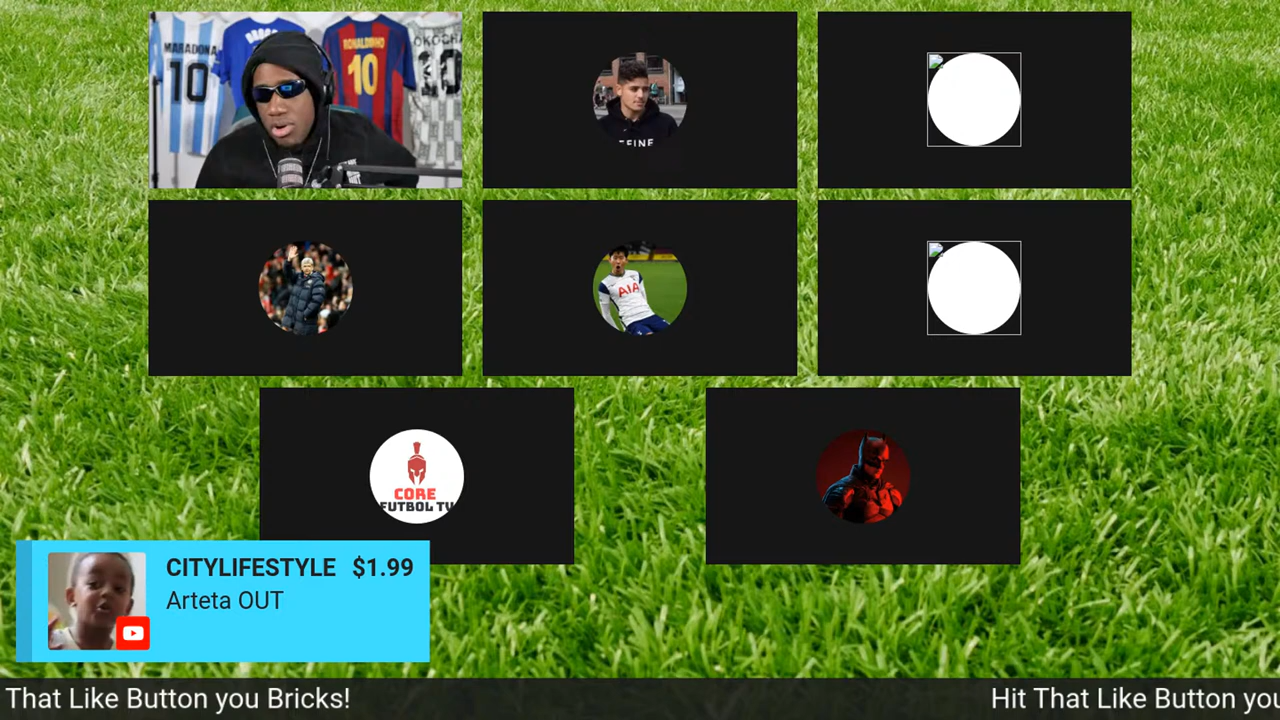 MARADONA
10
RONALDINHO
10
OKOCHA
10
AIA
CORE
FUTBOL TV
CITYLIFESTYLE $1.99
Arteta OUT
That Like Button you Bricks!
Hit That Like Button you